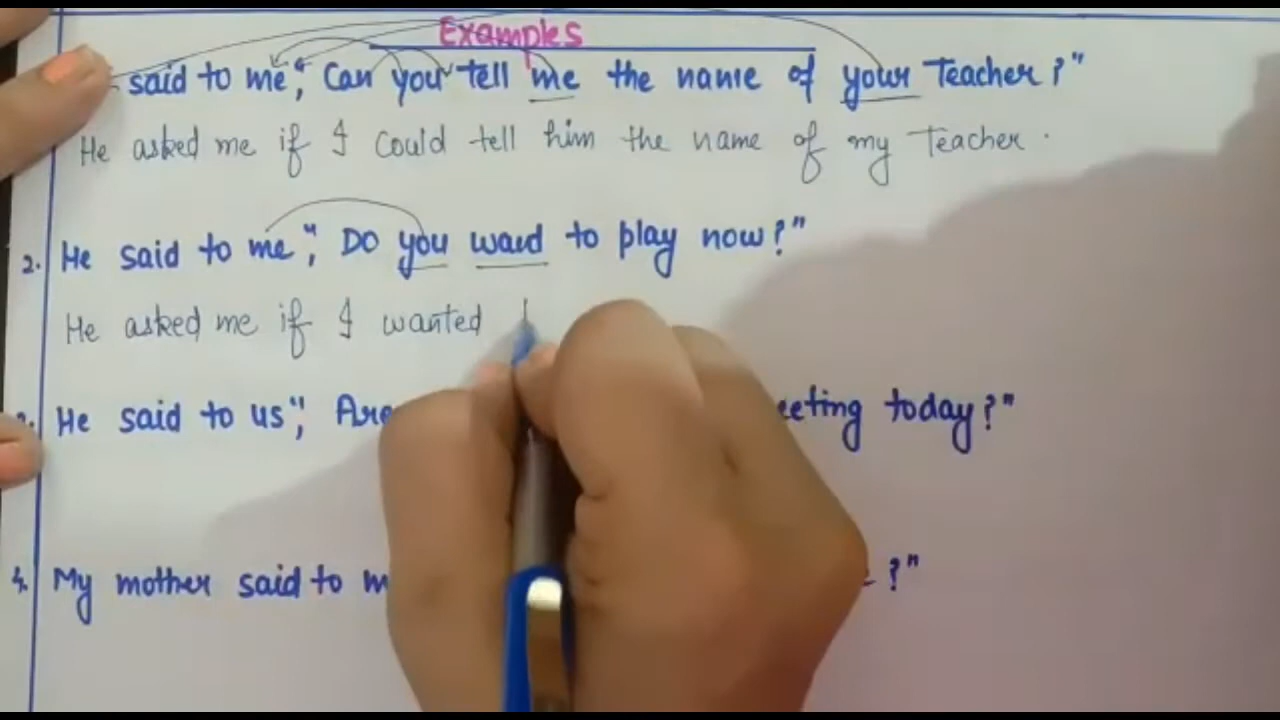 Examples
said to me", Can you tell me the name of your Teacher?"
He asked me if I could tell him the name of my Teacher.
2. He said to me", Do you want to play now?"
He asked me if I wanted
He said to us", Are eeting today?"
4. My mother said to m ?"